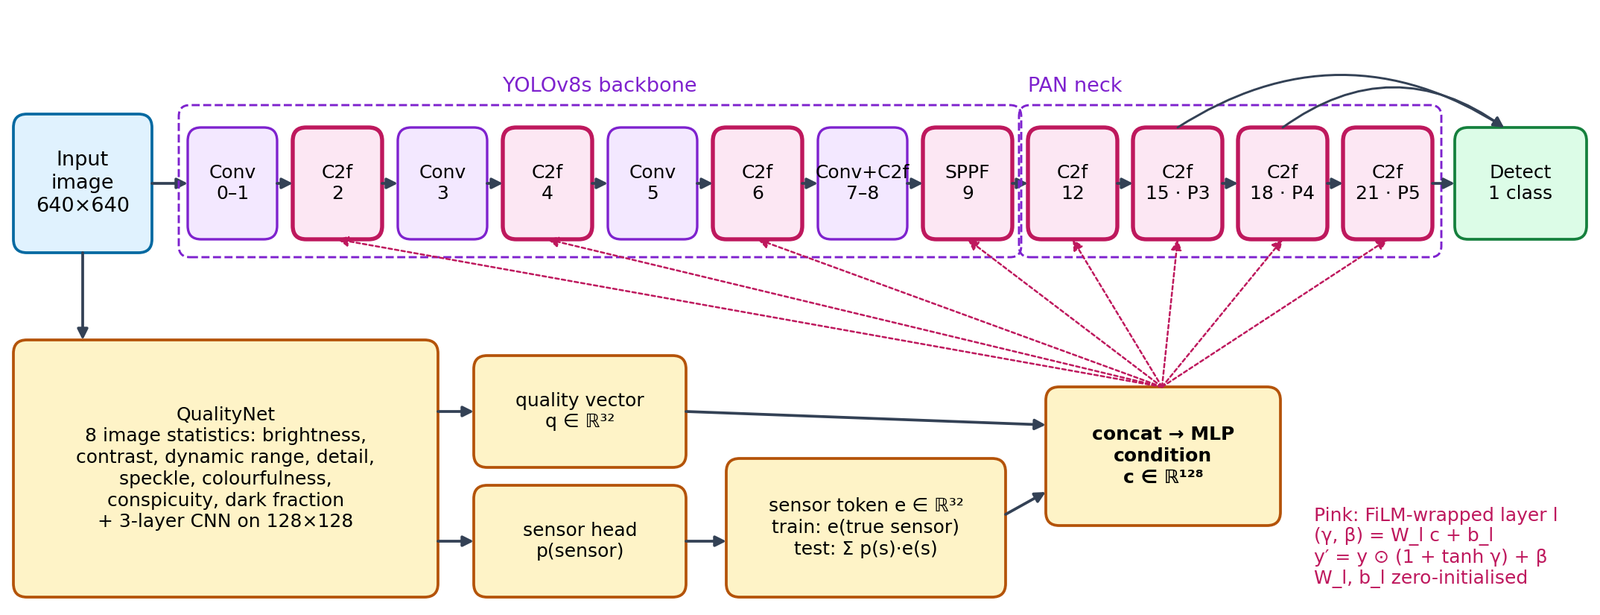 YOLOv8s backbone
PAN neck
Input
image
640×640
Conv
0–1
C2f
2
Conv
3
C2f
4
Conv
5
C2f
6
Conv+C2f
7–8
SPPF
9
C2f
12
C2f
15 · P3
C2f
18 · P4
C2f
21 · P5
Detect
1 class
QualityNet
8 image statistics: brightness,
contrast, dynamic range, detail,
speckle, colourfulness,
conspicuity, dark fraction
+ 3-layer CNN on 128×128
quality vector
q ∈ ℝ³²
sensor head
p(sensor)
sensor token e ∈ ℝ³²
train: e(true sensor)
test: Σ p(s)·e(s)
concat → MLP
condition
c ∈ ℝ¹²⁸
Pink: FiLM-wrapped layer l
(γ, β) = W_l c + b_l
y′ = y ⊙ (1 + tanh γ) + β
W_l, b_l zero-initialised